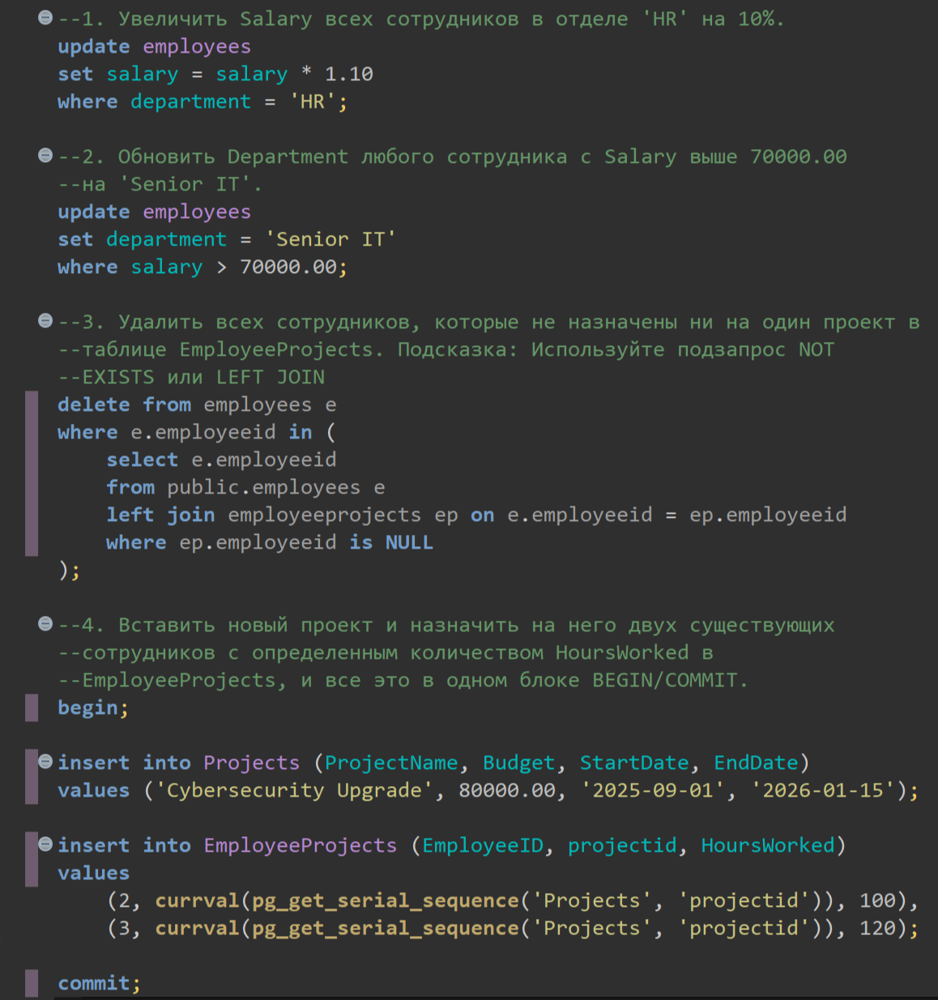 --1. Увеличить Salary всех сотрудников в отделе 'HR' на 10%.
update employees
set salary = salary * 1.10
where department = 'HR';
--2. Обновить Department любого сотрудника с Salary выше 70000.00
--на 'Senior IT'.
update employees
set department = 'Senior IT'
where salary > 70000.00;
--3. Удалить всех сотрудников, которые не назначены ни на один проект в
--таблице EmployeeProjects. Подсказка: Используйте подзапрос NOT
--EXISTS или LEFT JOIN
delete from employees e
where e.employeeid in (
    select e.employeeid
    from public.employees e
    left join employeeprojects ep on e.employeeid = ep.employeeid
    where ep.employeeid is NULL
);
--4. Вставить новый проект и назначить на него двух существующих
--сотрудников с определенным количеством HoursWorked в
--EmployeeProjects, и все это в одном блоке BEGIN/COMMIT.
begin;
insert into Projects (ProjectName, Budget, StartDate, EndDate)
values ('Cybersecurity Upgrade', 80000.00, '2025-09-01', '2026-01-15');
insert into EmployeeProjects (EmployeeID, projectid, HoursWorked)
values
    (2, currval(pg_get_serial_sequence('Projects', 'projectid')), 100),
    (3, currval(pg_get_serial_sequence('Projects', 'projectid')), 120);
commit;